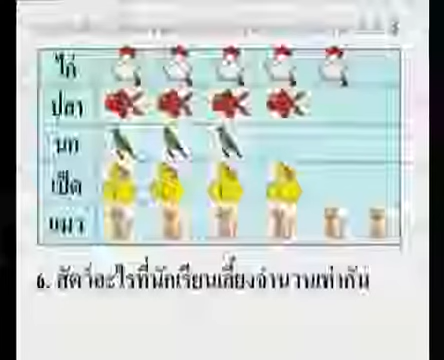 ไก่
ปลา
นก
เป็ด
แมว
6. สัตว์อะไรที่นักเรียนเลี้ยงจำนวนเท่ากัน